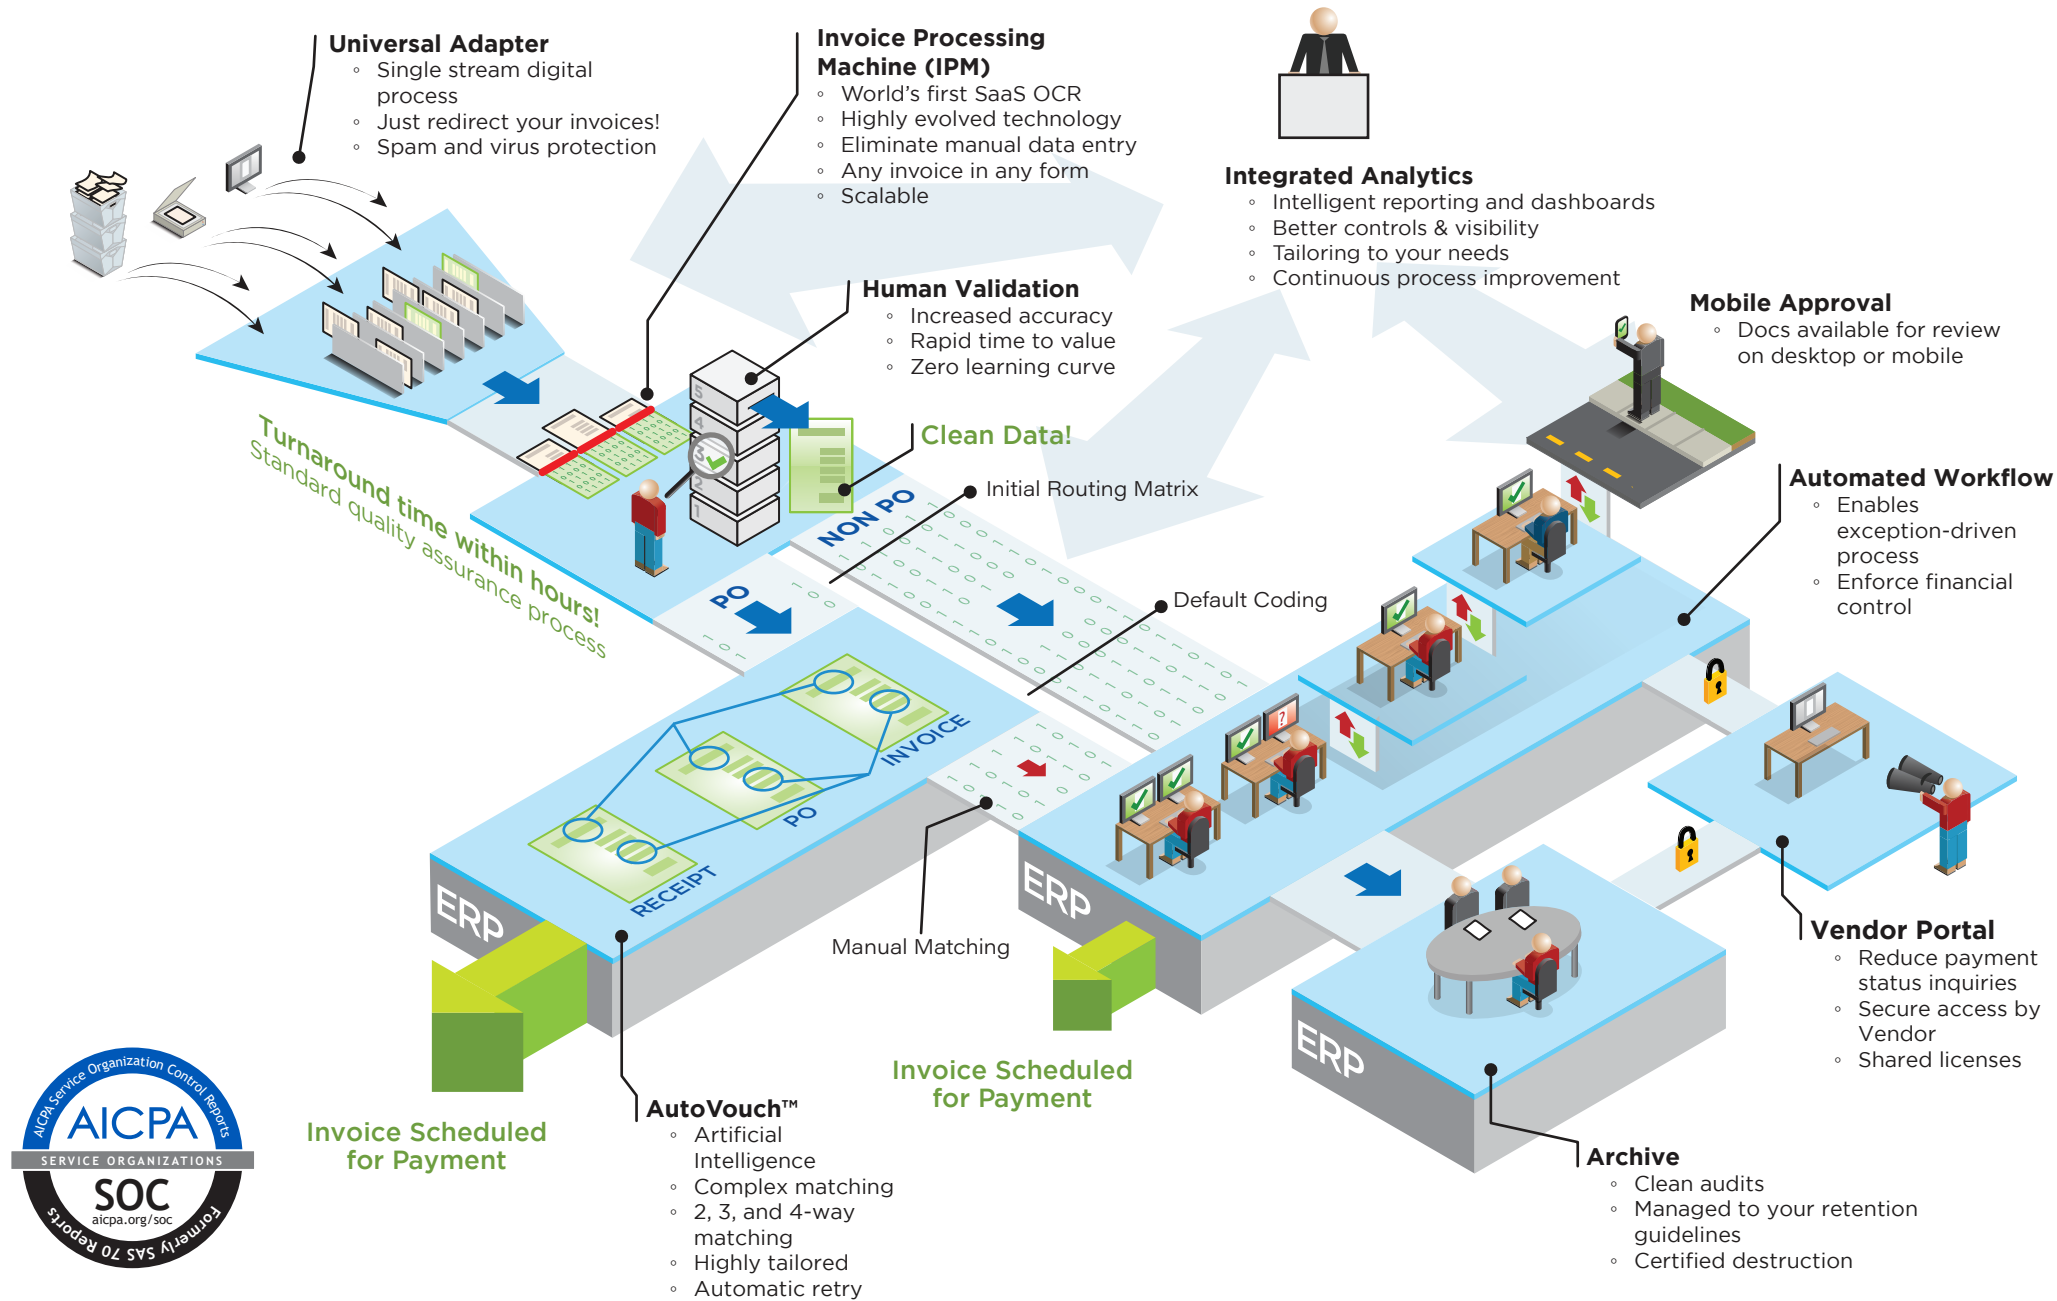 Universal Adapter
◦ Single stream digital
process
◦ Just redirect your invoices!
◦ Spam and virus protection
Invoice Processing
Machine (IPM)
◦ World's first SaaS OCR
◦ Highly evolved technology
◦ Eliminate manual data entry
◦ Any invoice in any form
◦ Scalable
Integrated Analytics
◦ Intelligent reporting and dashboards
◦ Better controls & visibility
◦ Tailoring to your needs
◦ Continuous process improvement
Human Validation
◦ Increased accuracy
◦ Rapid time to value
◦ Zero learning curve
Mobile Approval
◦ Docs available for review
on desktop or mobile
5
4
3
2
1
Clean Data!
Turnaround time within hours!
Standard quality assurance process
Initial Routing Matrix
NON PO
PO
Default Coding
Automated Workflow
◦ Enables
exception-driven
process
◦ Enforce financial
control
?
INVOICE
PO
RECEIPT
ERP
Manual Matching
ERP
ERP
Vendor Portal
◦ Reduce payment
status inquiries
◦ Secure access by
Vendor
◦ Shared licenses
Invoice Scheduled
for Payment
Invoice Scheduled
for Payment
AutoVouch™
◦ Artificial
Intelligence
◦ Complex matching
◦ 2, 3, and 4-way
matching
◦ Highly tailored
◦ Automatic retry
Archive
◦ Clean audits
◦ Managed to your retention
guidelines
◦ Certified destruction
AICPA Service Organization Control Reports
AICPA
SERVICE ORGANIZATIONS
SOC
aicpa.org/soc
Formerly SAS 70 Reports